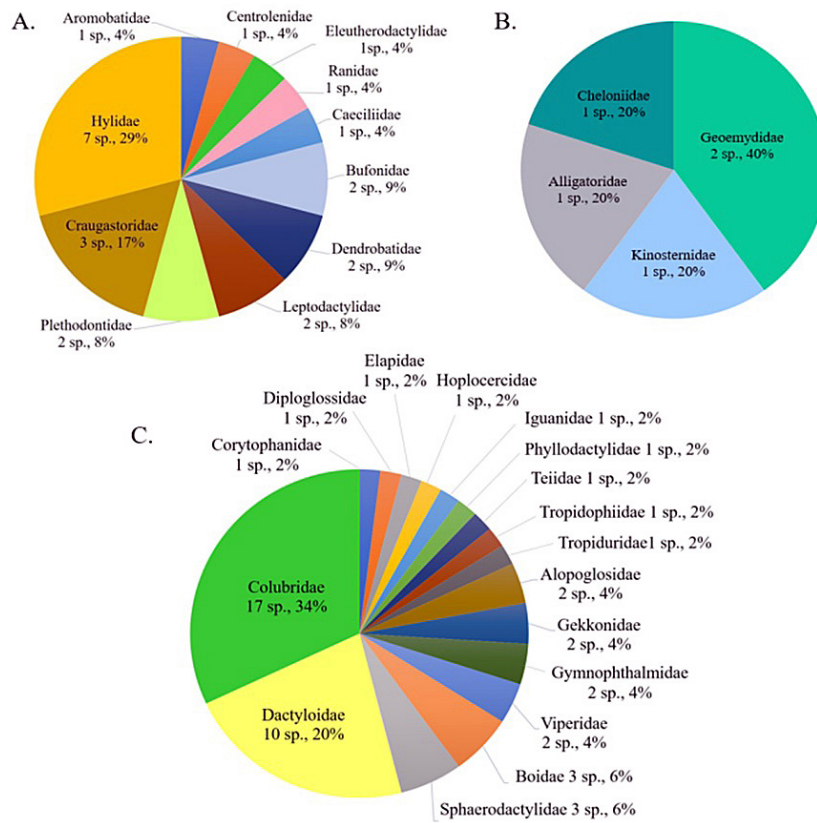 A.
Aromobatidae
1 sp., 4%
Centrolenidae
1 sp., 4%
Eleutherodactylidae
1sp., 4%
Ranidae
1 sp., 4%
Caeciliidae
1 sp., 4%
Bufonidae
2 sp., 9%
Dendrobatidae
2 sp., 9%
Leptodactylidae
2 sp., 8%
Plethodontidae
2 sp., 8%
Craugastoridae
3 sp., 17%
Hylidae
7 sp., 29%
B.
Cheloniidae
1 sp., 20%
Geoemydidae
2 sp., 40%
Alligatoridae
1 sp., 20%
Kinosternidae
1 sp., 20%
C.
Corytophanidae
1 sp., 2%
Diploglossidae
1 sp., 2%
Elapidae
1 sp., 2%
Hoplocercidae
1 sp., 2%
Iguanidae 1 sp., 2%
Phyllodactylidae 1 sp., 2%
Teiidae 1 sp., 2%
Tropidophiidae 1 sp., 2%
Tropiduridae1 sp., 2%
Alopoglosidae
2 sp., 4%
Gekkonidae
2 sp., 4%
Gymnophthalmidae
2 sp., 4%
Viperidae
2 sp., 4%
Boidae 3 sp., 6%
Sphaerodactylidae 3 sp., 6%
Dactyloidae
10 sp., 20%
Colubridae
17 sp., 34%